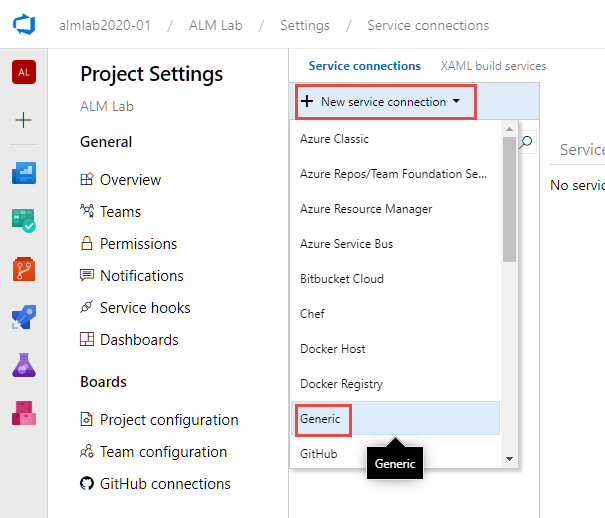 almlab2020-01 / ALM Lab / Settings / Service connections
AL
Project Settings
ALM Lab
General
Overview
Teams
Permissions
Notifications
Service hooks
Dashboards
Boards
Project configuration
Team configuration
GitHub connections
Service connections
XAML build services
+ New service connection
Azure Classic
Azure Repos/Team Foundation Se...
Azure Resource Manager
Azure Service Bus
Bitbucket Cloud
Chef
Docker Host
Docker Registry
Generic
GitHub
Generic
Service
No servic